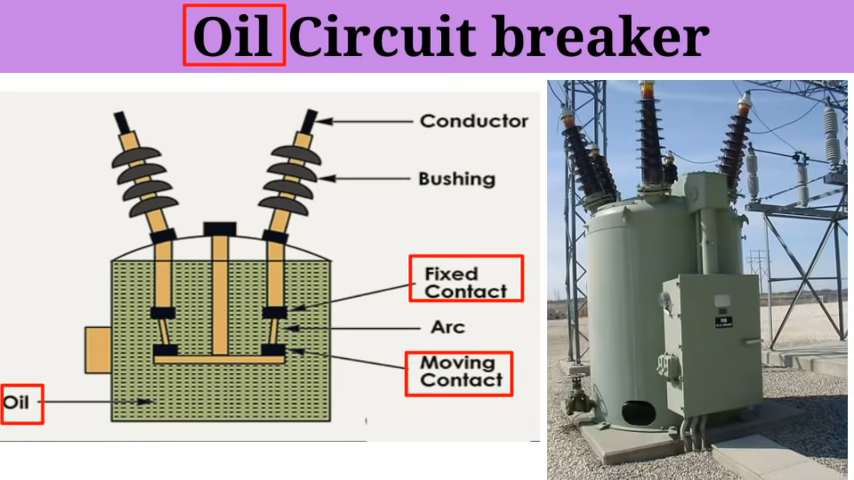 Oil Circuit breaker
Conductor
Bushing
Fixed
Contact
Arc
Moving
Contact
Oil